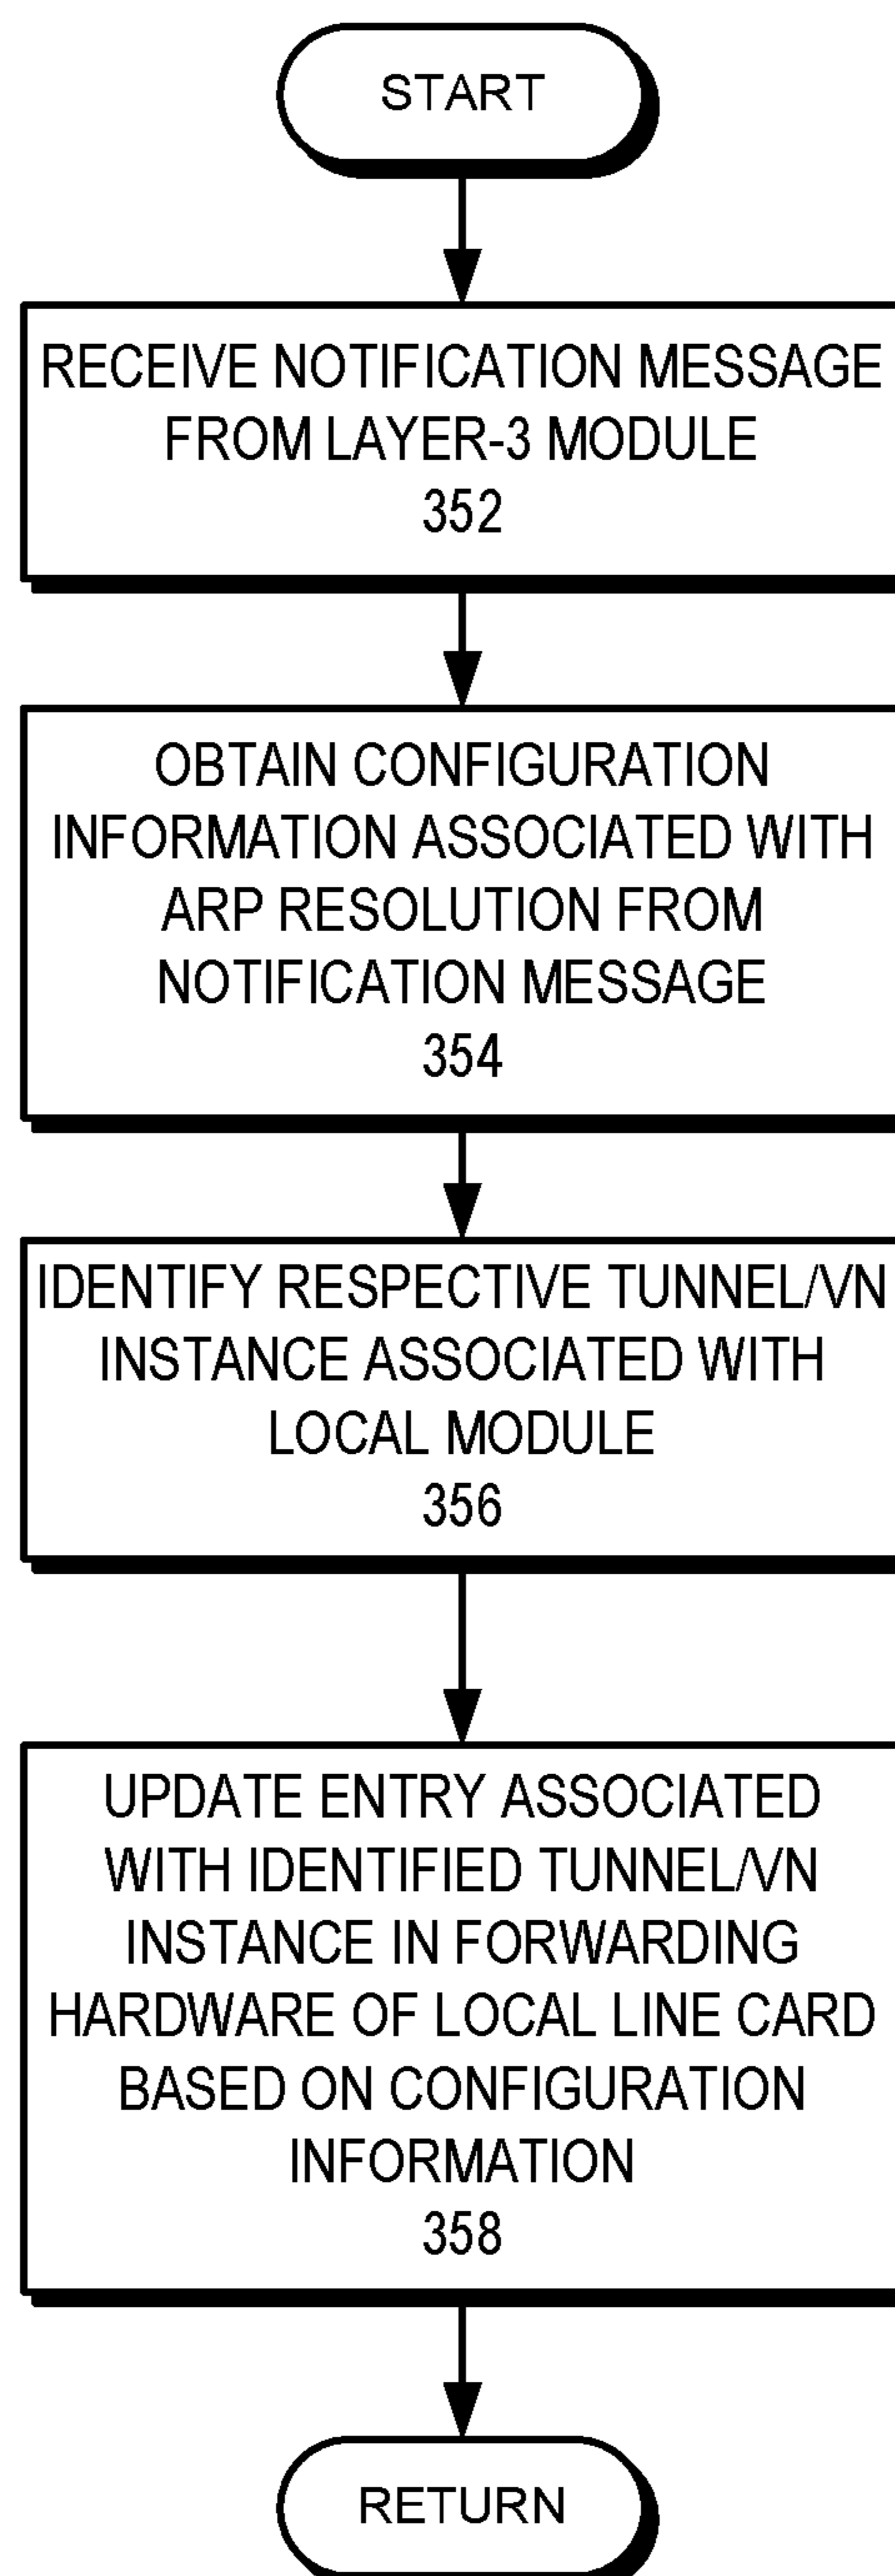 START
RECEIVE NOTIFICATION MESSAGE
FROM LAYER-3 MODULE
352
OBTAIN CONFIGURATION
INFORMATION ASSOCIATED WITH
ARP RESOLUTION FROM
NOTIFICATION MESSAGE
354
IDENTIFY RESPECTIVE TUNNEL/VN
INSTANCE ASSOCIATED WITH
LOCAL MODULE
356
UPDATE ENTRY ASSOCIATED
WITH IDENTIFIED TUNNEL/VN
INSTANCE IN FORWARDING
HARDWARE OF LOCAL LINE CARD
BASED ON CONFIGURATION
INFORMATION
358
RETURN